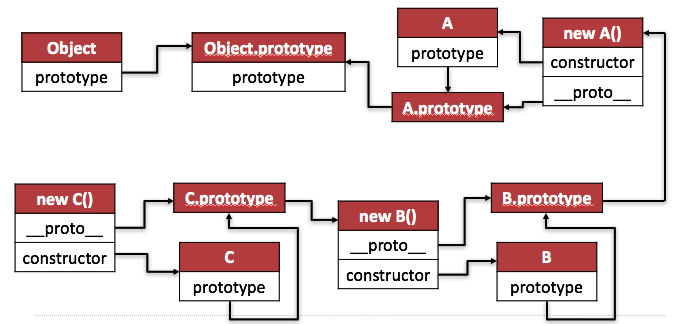 Object
prototype
Object.prototype
prototype
A
prototype
new A()
constructor
__proto__
A.prototype
new C()
__proto__
constructor
C.prototype
C
prototype
new B()
__proto__
constructor
B.prototype
B
prototype